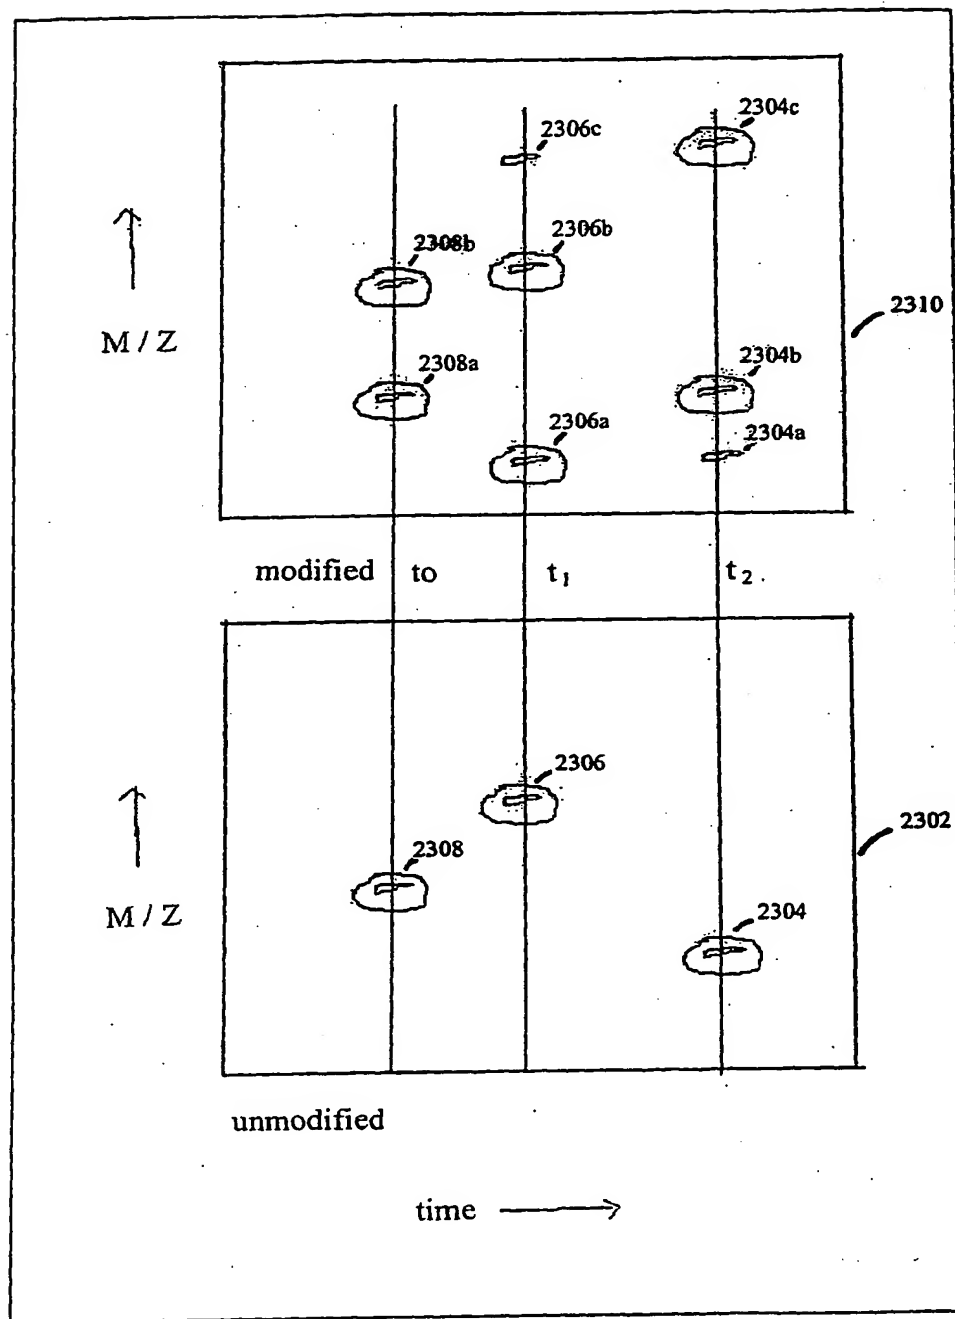 2304c
2306c
2308b
2306b
2310
M / Z
2308a
2304b
2306a
2304a
modified to t1 t2.
2306
2302
2308
M / Z
2304
unmodified
time